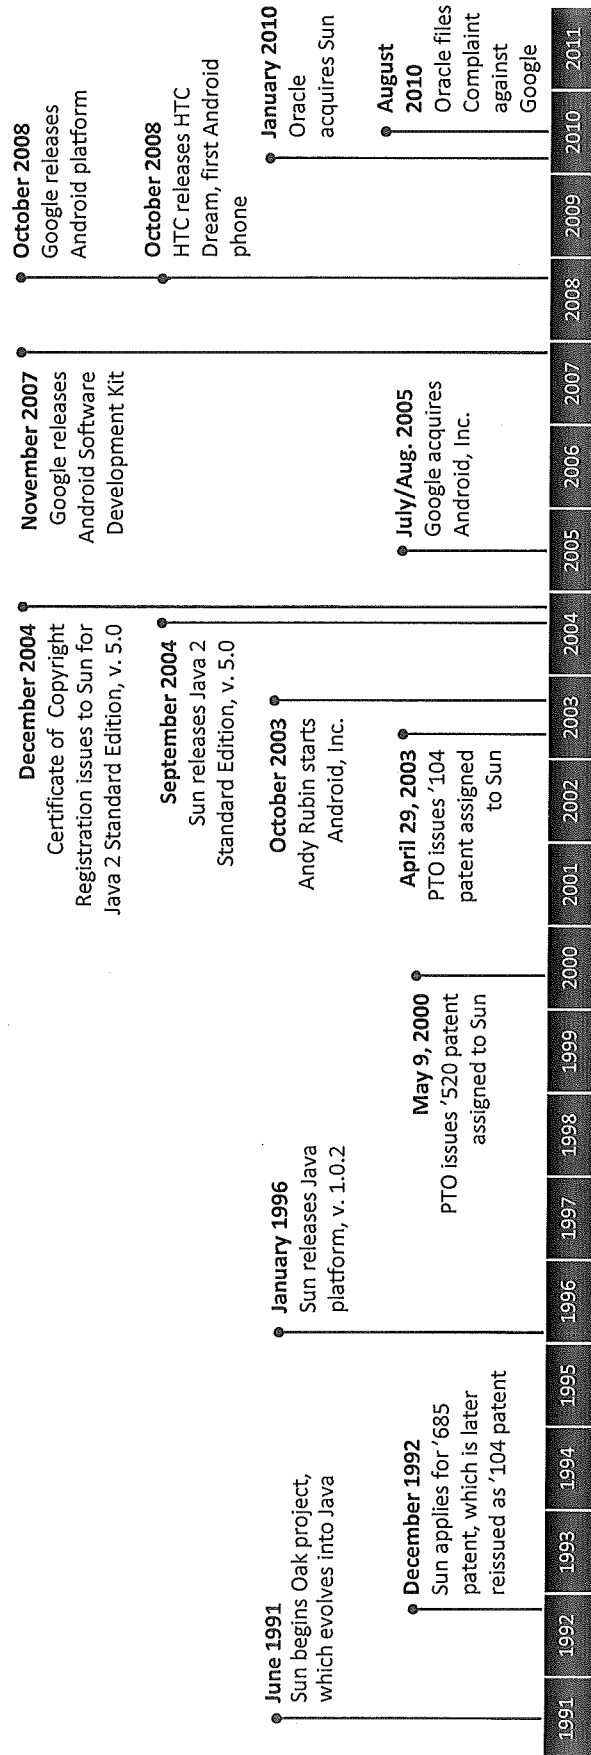 June 1991
Sun begins Oak project,
which evolves into Java
December 1992
Sun applies for '685
patent, which is later
reissued as '104 patent
January 1996
Sun releases Java
platform, v. 1.0.2
May 9, 2000
PTO issues '520 patent
assigned to Sun
April 29, 2003
PTO issues '104
patent assigned
to Sun
October 2003
Andy Rubin starts
Android, Inc.
September 2004
Sun releases Java 2
Standard Edition, v. 5.0
December 2004
Certificate of Copyright
Registration issues to Sun for
Java 2 Standard Edition, v. 5.0
July/Aug. 2005
Google acquires
Android, Inc.
November 2007
Google releases
Android Software
Development Kit
October 2008
Google releases
Android platform
October 2008
HTC releases HTC
Dream, first Android
phone
January 2010
Oracle
acquires Sun
August
2010
Oracle files
Complaint
against
Google
1991 1992 1993 1994 1995 1996 1997 1998 1999 2000 2001 2002 2003 2004 2005 2006 2007 2008 2009 2010 2011